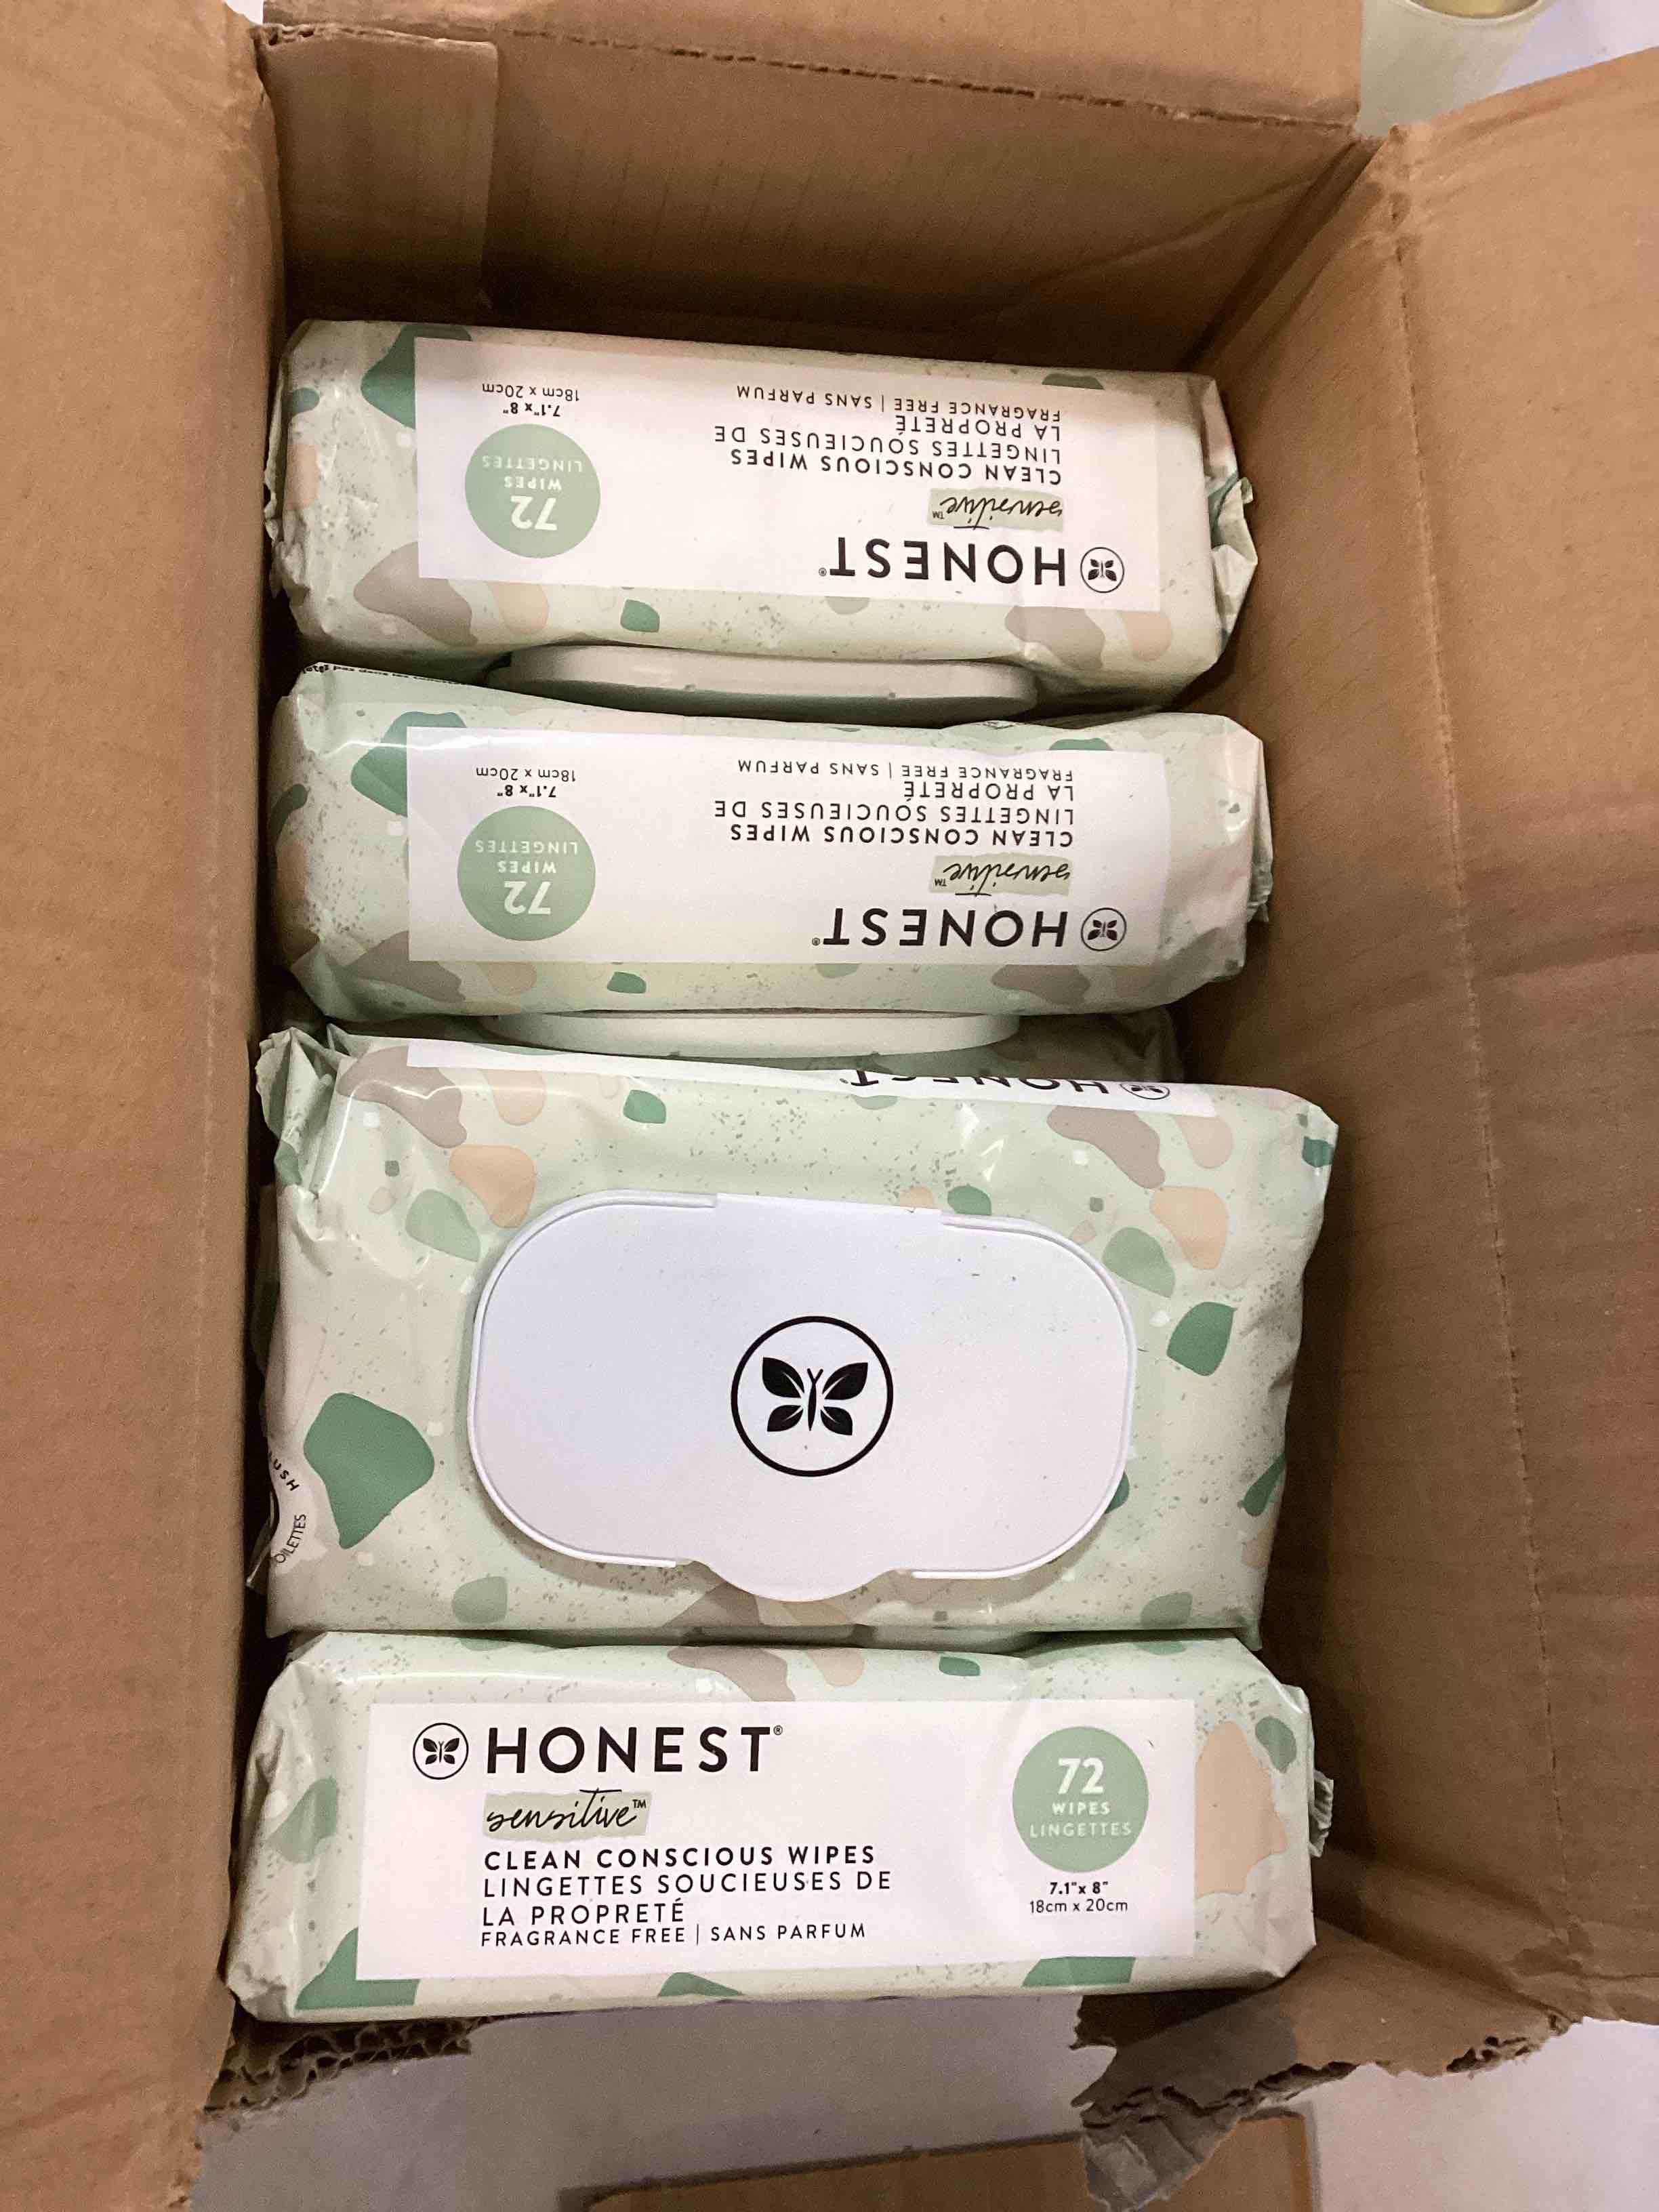 18cm x 20cm
7.1"x 8"
72
WIPES
LINGETTES
FRAGRANCE FREE | SANS PARFUM
HONEST®
sensitive™
CLEAN CONSCIOUS WIPES
LINGETTES SOUCIEUSES DE
LA PROPRETÉ
HONEST®
sensitive™
CLEAN CONSCIOUS WIPES
LINGETTES SOUCIEUSES DE
LA PROPRETÉ
FRAGRANCE FREE | SANS PARFUM
72
WIPES
LINGETTES
7.1"x 8"
18cm x 20cm
HONEST®
HONEST®
sensitive™
CLEAN CONSCIOUS WIPES
LINGETTES SOUCIEUSES DE
LA PROPRETÉ
FRAGRANCE FREE | SANS PARFUM
72
WIPES
LINGETTES
7.1"x 8"
18cm x 20cm